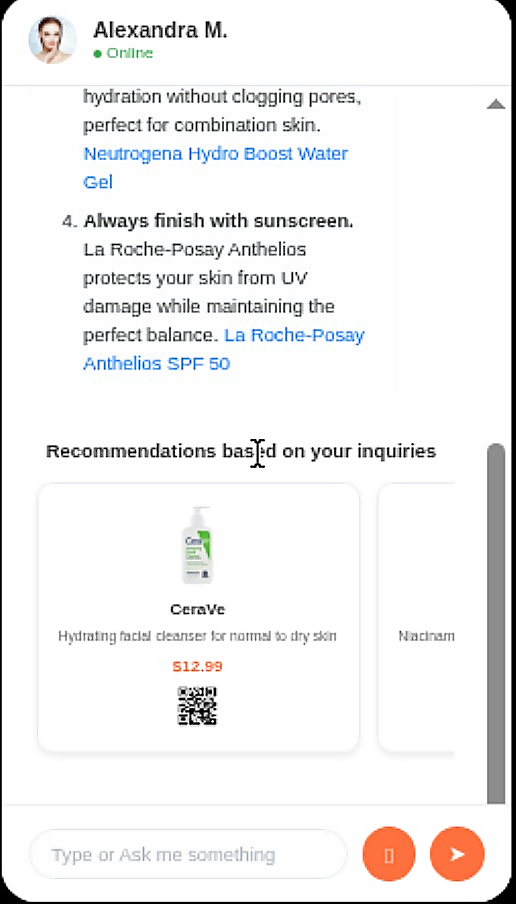 Alexandra M.
Online
hydration without clogging pores,
perfect for combination skin.
Neutrogena Hydro Boost Water
Gel
4. Always finish with sunscreen.
La Roche-Posay Anthelios
protects your skin from UV
damage while maintaining the
perfect balance. La Roche-Posay
Anthelios SPF 50
Recommendations based on your inquiries
CeraVe
Hydrating facial cleanser for normal to dry skin
$12.99
Niacinam
Type or Ask me something